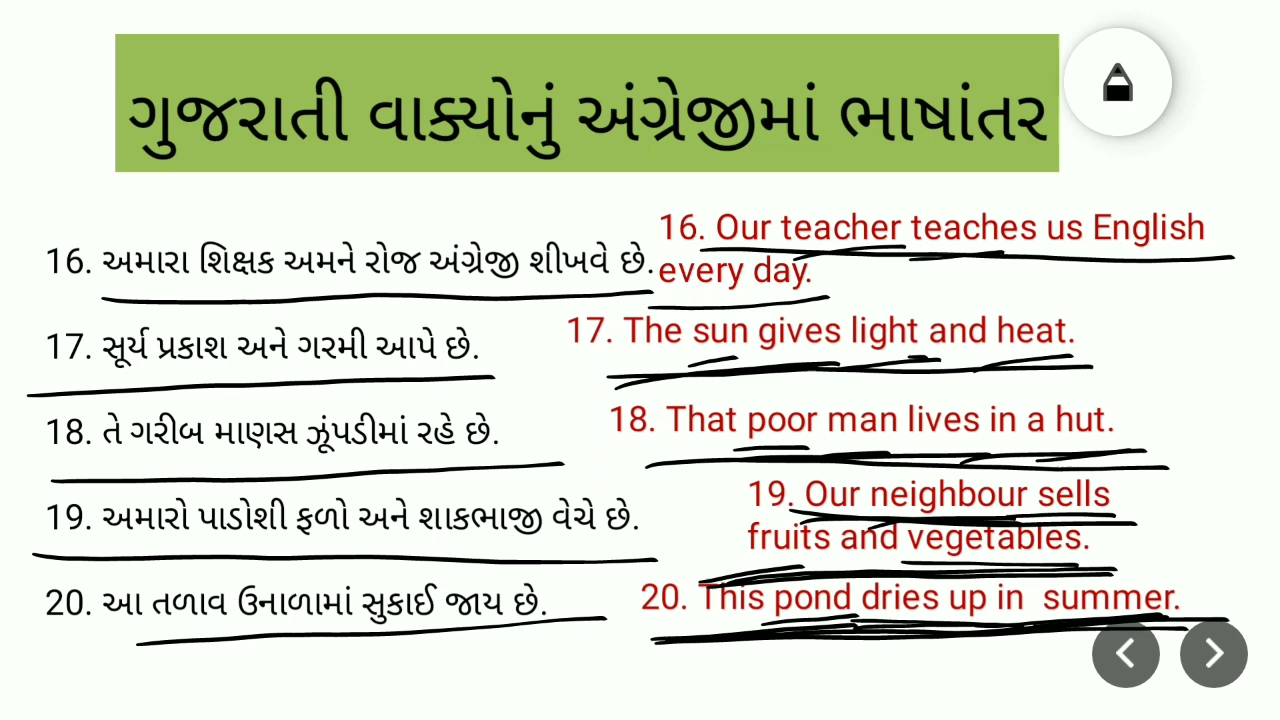 ગુજરાતી વાક્યોનું અંગ્રેજીમાં ભાષાંતર
16. અમારા શિક્ષક અમને રોજ અંગ્રેજી શીખવે છે.
16. Our teacher teaches us English
every day.
17. સૂર્ય પ્રકાશ અને ગરમી આપે છે.
17. The sun gives light and heat.
18. તે ગરીબ માણસ ઝૂંપડીમાં રહે છે.
18. That poor man lives in a hut.
19. અમારો પાડોશી ફળો અને શાકભાજી વેચે છે.
19. Our neighbour sells
fruits and vegetables.
20. આ તળાવ ઉનાળામાં સુકાઈ જાય છે.
20. This pond dries up in  summer.